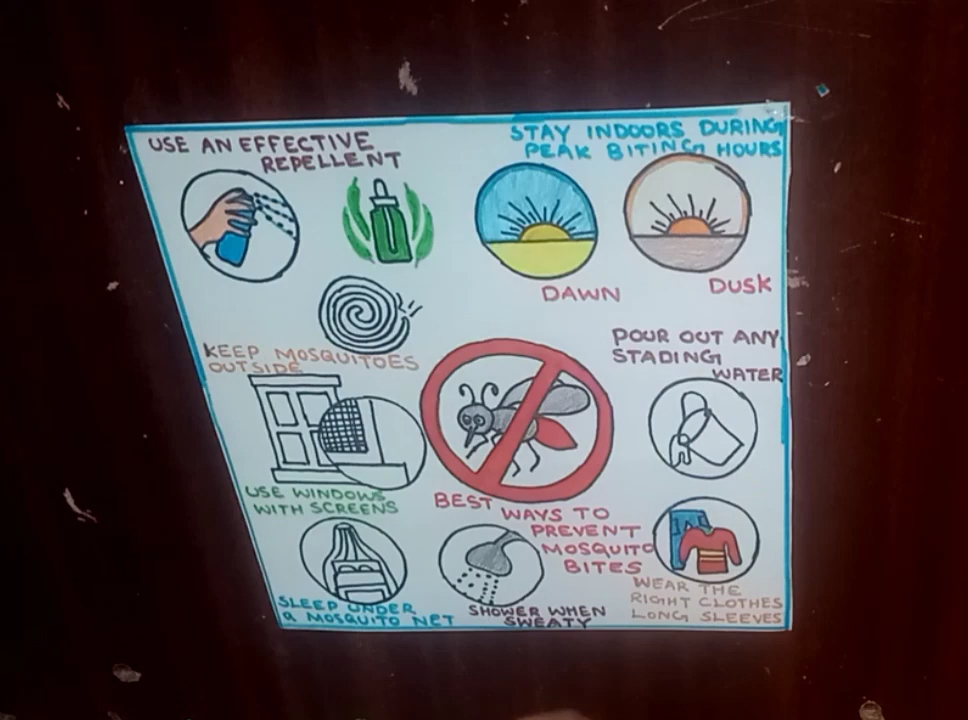 USE AN EFFECTIVE
REPELLENT
STAY INDOORS DURING
PEAK BITING HOURS
DAWN
DUSK
KEEP MOSQUITOES
OUTSIDE
POUR OUT ANY
STADING
WATER
USE WINDOWS
WITH SCREENS
BEST WAYS TO
PREVENT
MOSQUITO
BITES
SLEEP UNDER
a MOSQUITO NET
SHOWER WHEN
SWEATY
WEAR THE
RIGHT CLOTHES
LONG SLEEVES